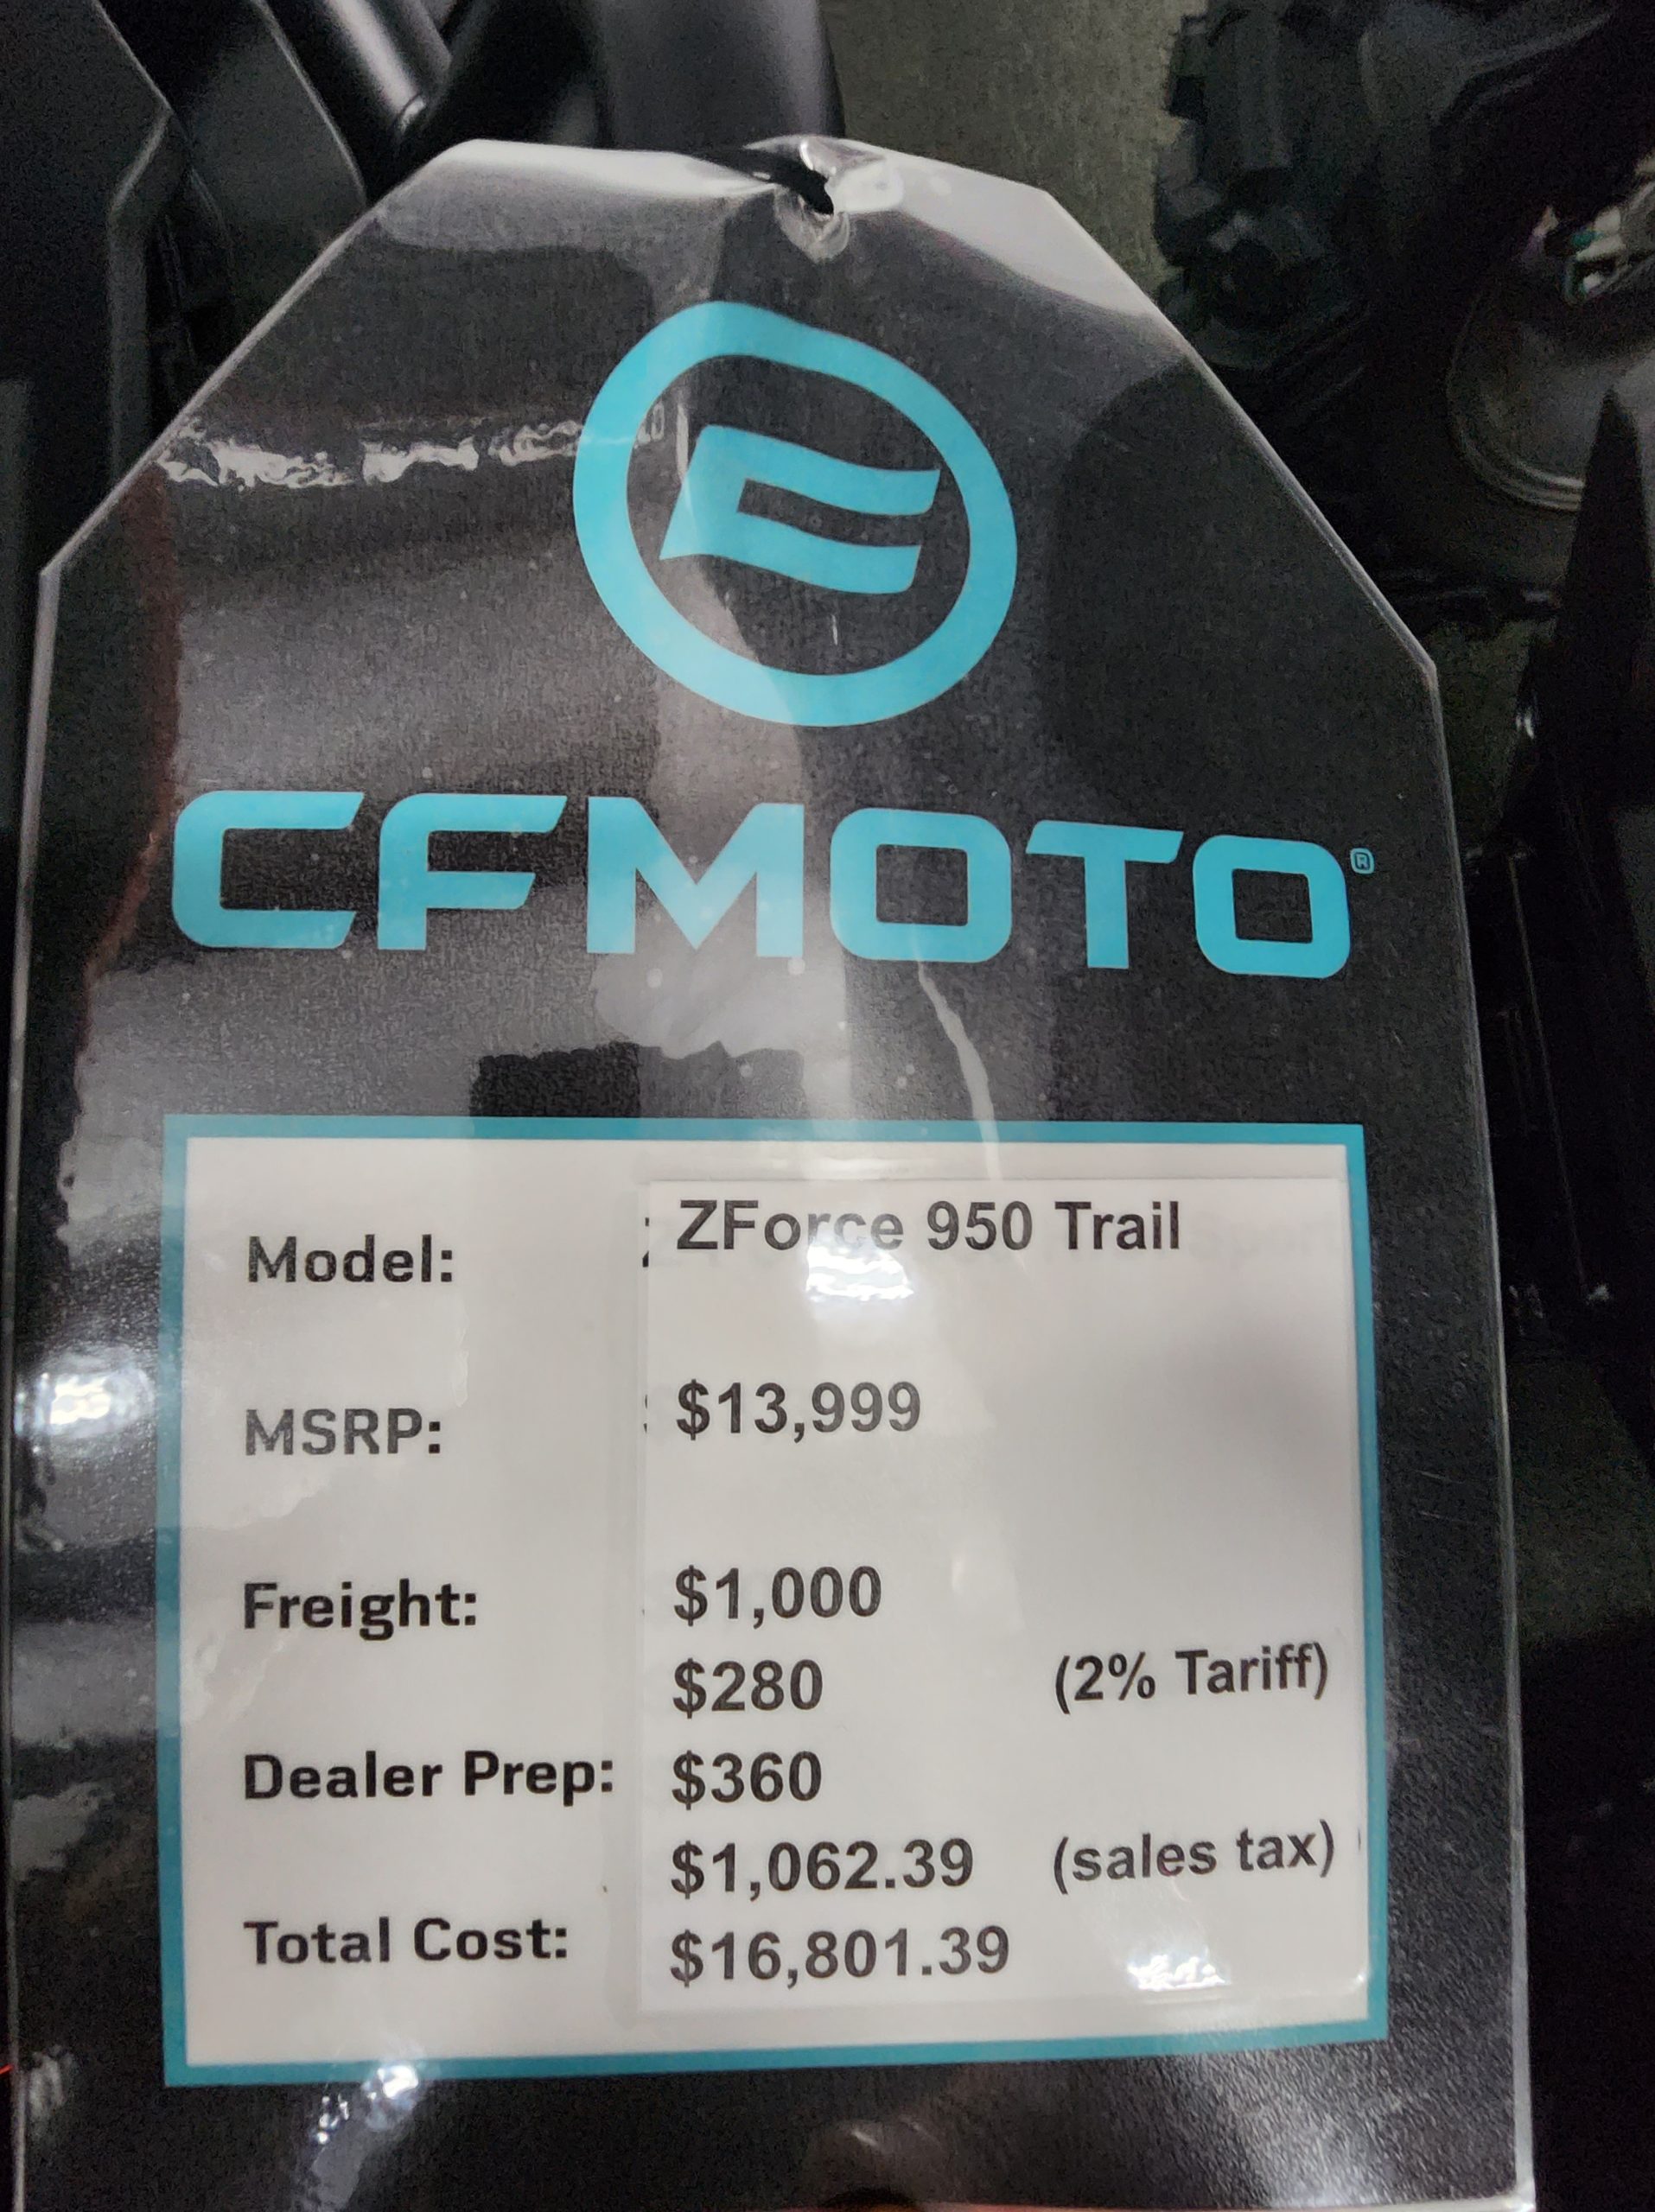 CFMOTO®
Model: ZForce 950 Trail
MSRP: $13,999
Freight: $1,000
$280 (2% Tariff)
Dealer Prep: $360
$1,062.39 (sales tax)
Total Cost: $16,801.39